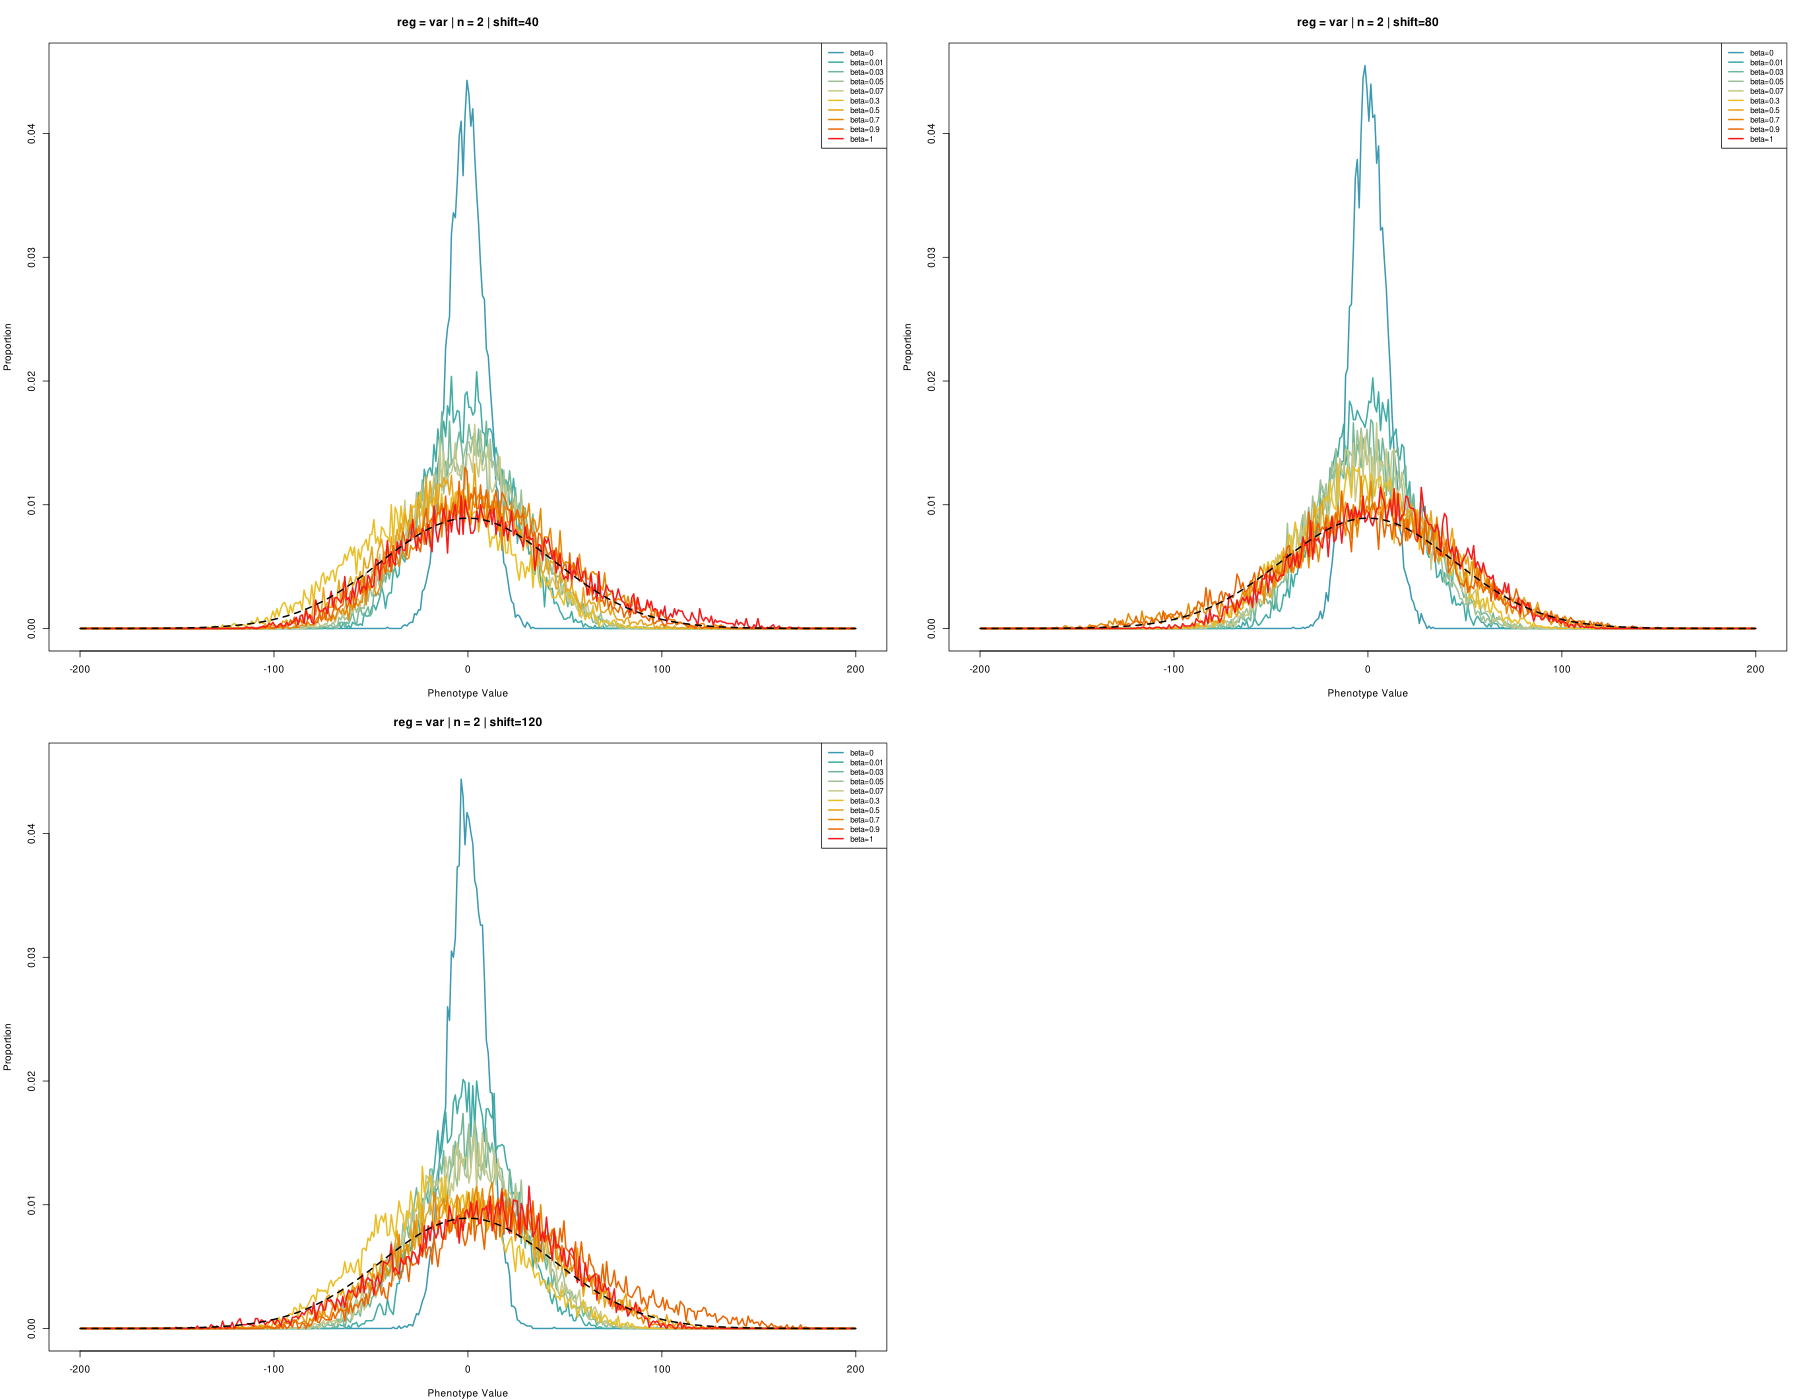 reg = var | n = 2 | shift=40
beta=0
beta=0.01
beta=0.03
beta=0.05
beta=0.07
beta=0.3
beta=0.5
beta=0.7
beta=0.9
beta=1
Proportion
0.04
0.03
0.02
0.01
0.00
-200
-100
0
100
200
Phenotype Value
reg = var | n = 2 | shift=80
beta=0
beta=0.01
beta=0.03
beta=0.05
beta=0.07
beta=0.3
beta=0.5
beta=0.7
beta=0.9
beta=1
Proportion
0.04
0.03
0.02
0.01
0.00
-200
-100
0
100
200
Phenotype Value
reg = var | n = 2 | shift=120
beta=0
beta=0.01
beta=0.03
beta=0.05
beta=0.07
beta=0.3
beta=0.5
beta=0.7
beta=0.9
beta=1
Proportion
0.04
0.03
0.02
0.01
0.00
-200
-100
0
100
200
Phenotype Value